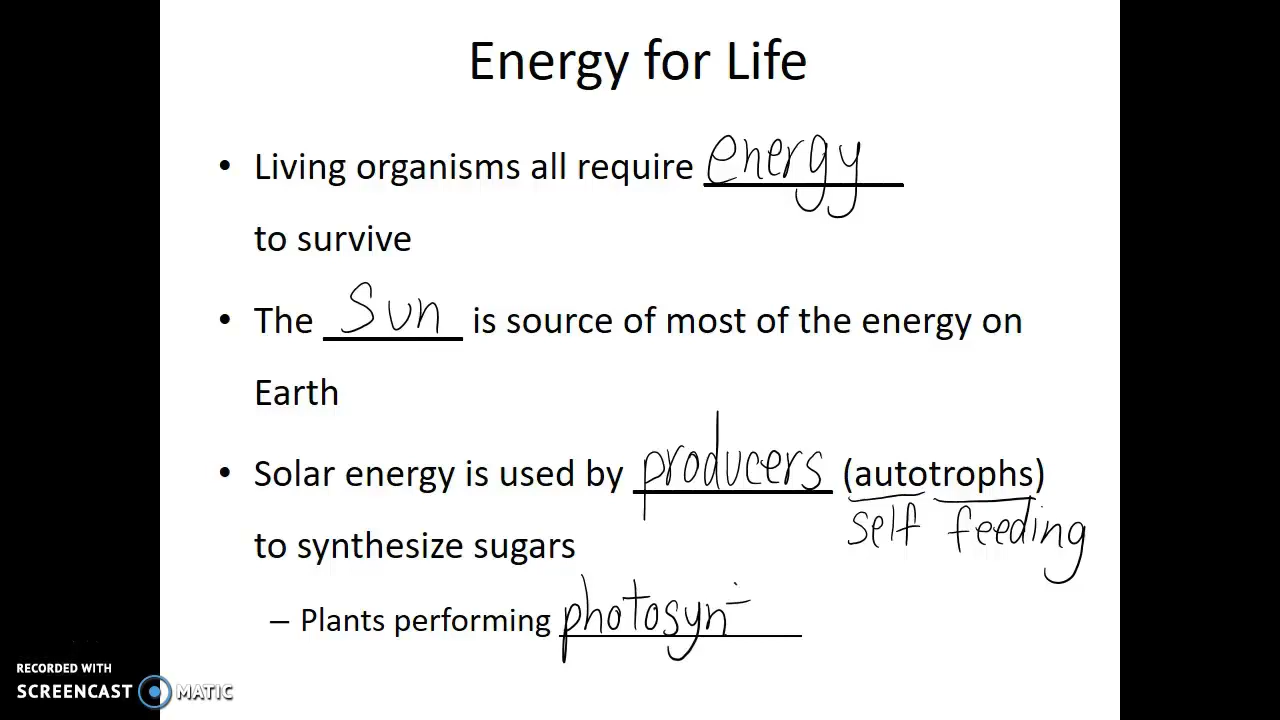 Energy for Life
• Living organisms all require energy
to survive
• The Sun is source of most of the energy on
Earth
• Solar energy is used by producers (autotrophs)
self feeding
to synthesize sugars
– Plants performing photosyn
RECORDED WITH
SCREENCAST MATIC